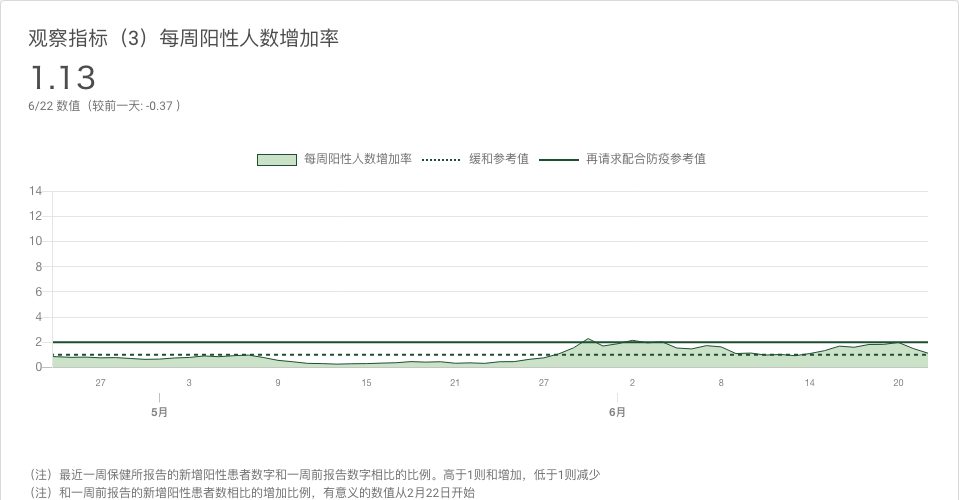 观察指标（3）每周阳性人数增加率
1.13
6/22 数值（较前一天: -0.37 ）
每周阳性人数增加率 缓和参考值 再请求配合防疫参考值
14
12
10
8
6
4
2
0
27 3 9 15 21 27 2 8 14 20
5月 6月
（注）最近一周保健所报告的新增阳性患者数字和一周前报告数字相比的比例。高于1则和增加，低于1则减少
（注）和一周前报告的新增阳性患者数相比的增加比例，有意义的数值从2月22日开始